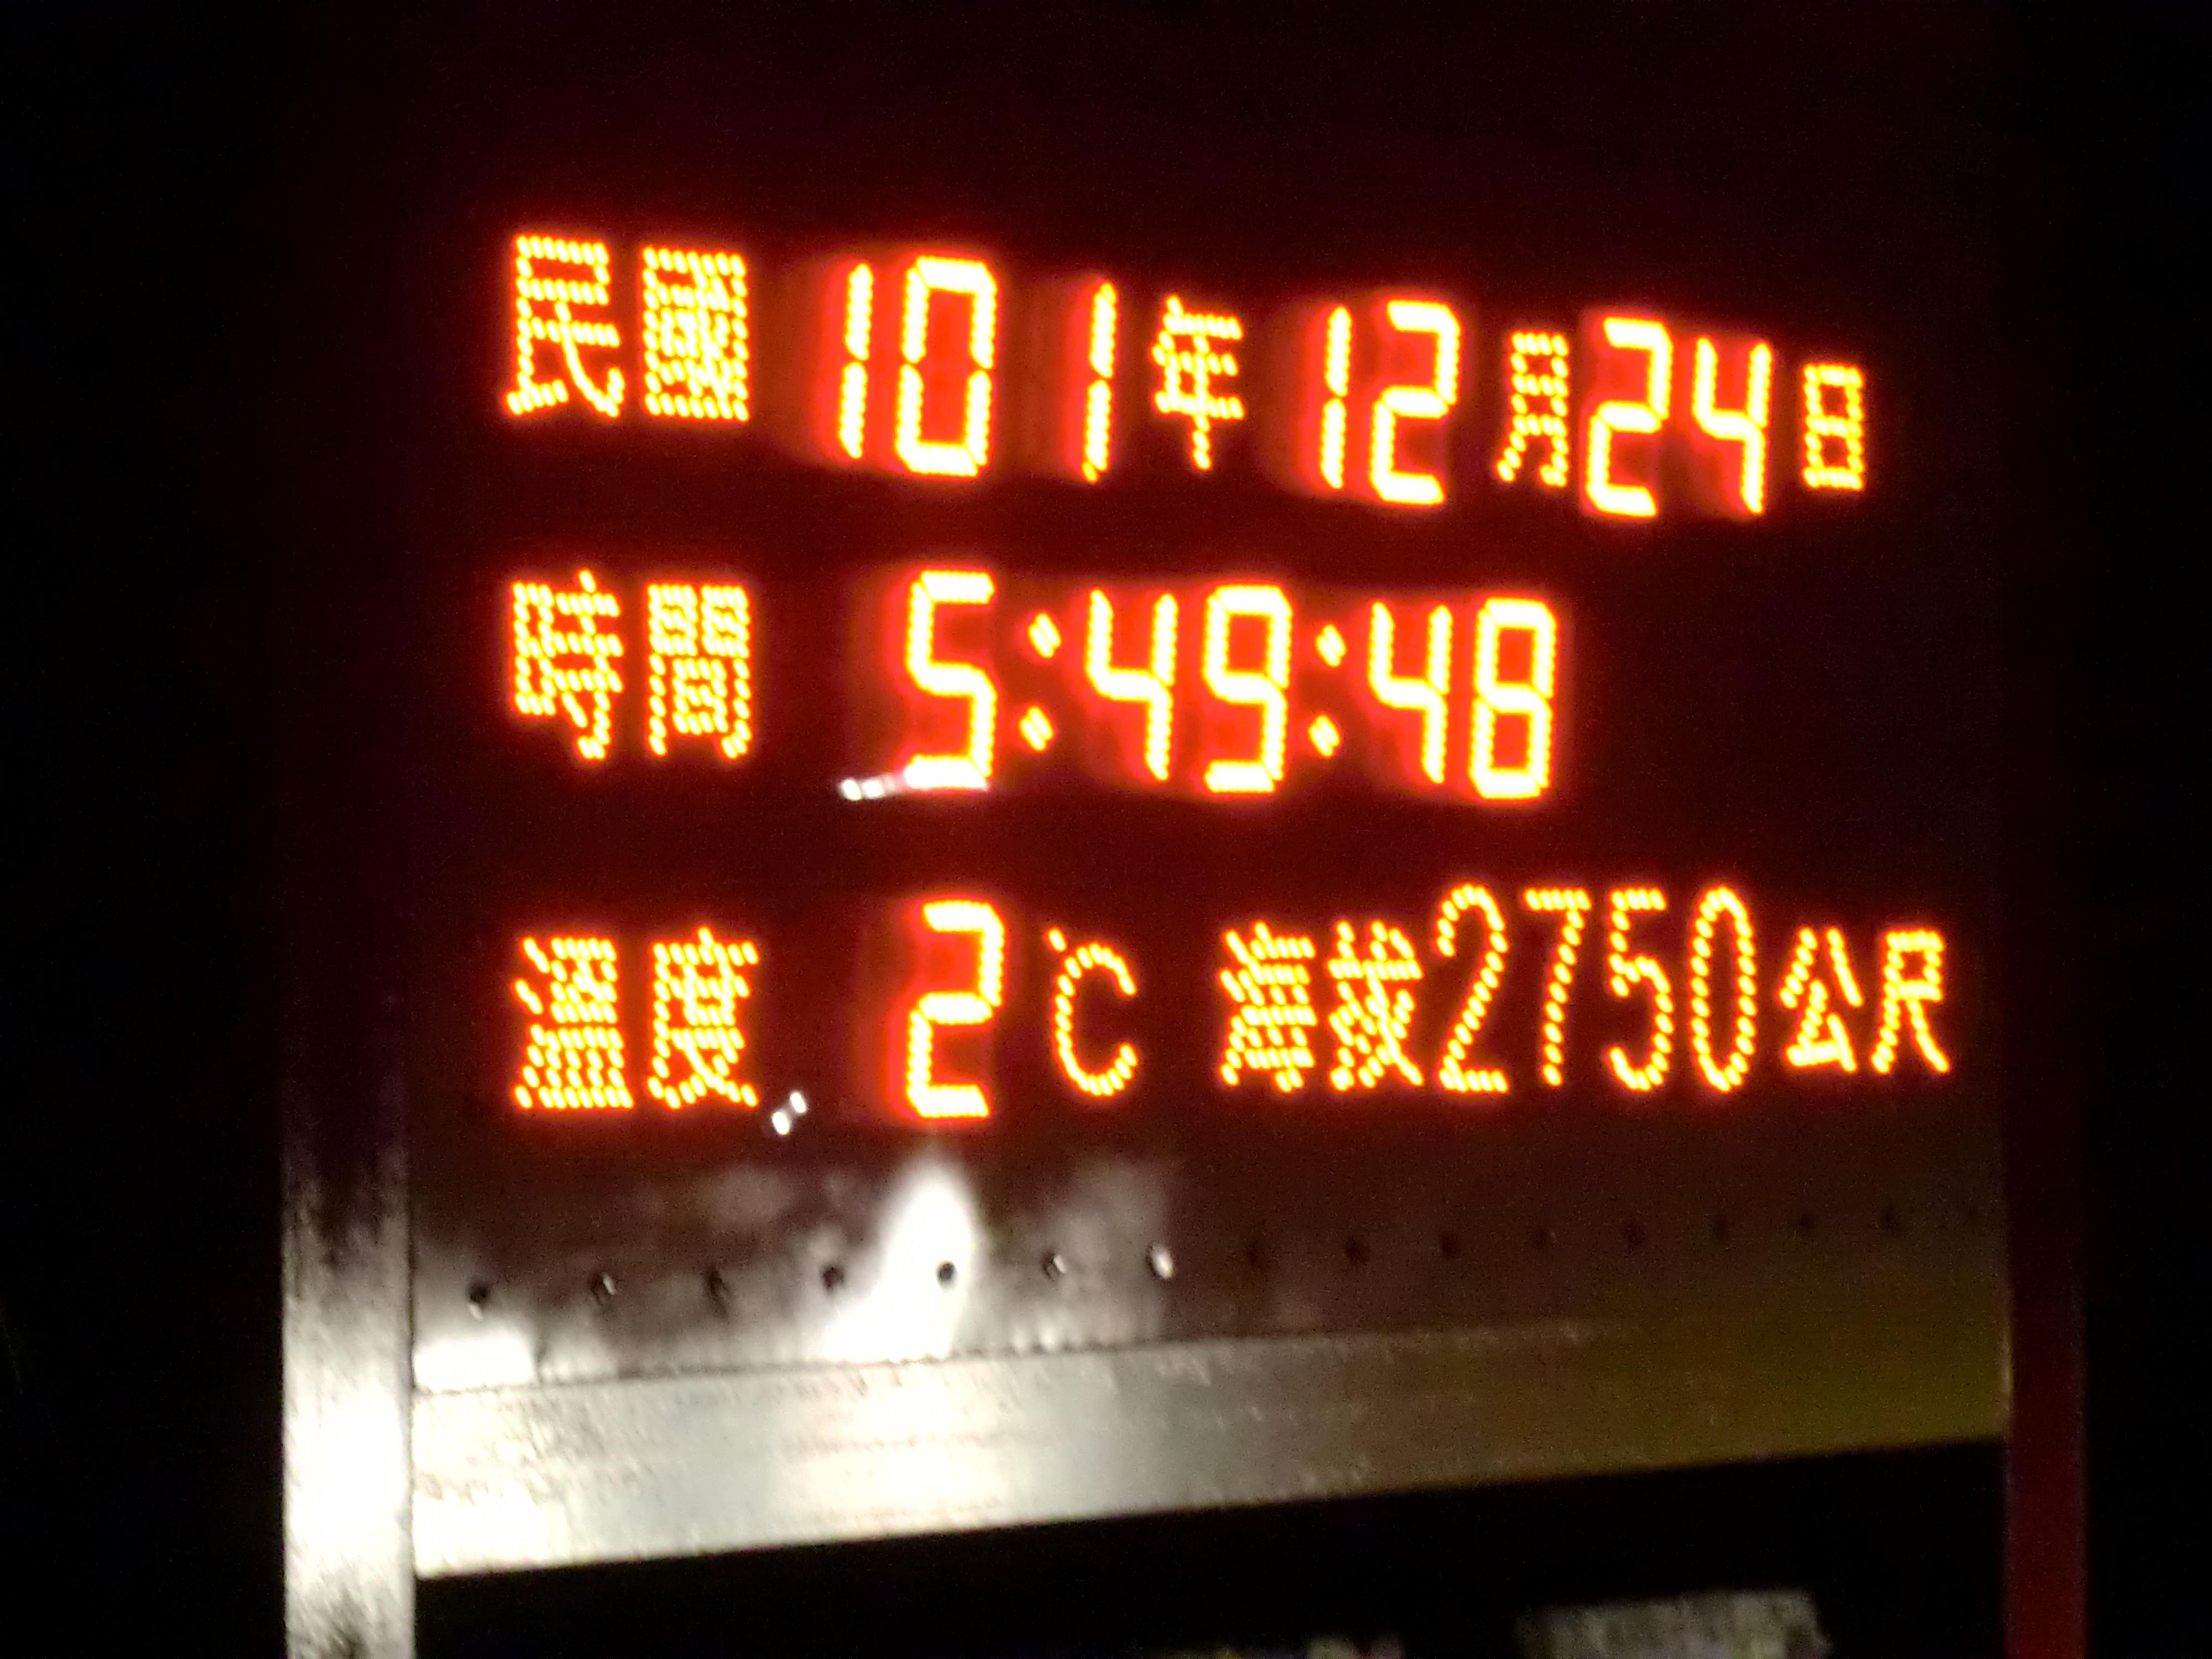 民國 101年 12月24日
時間 5:49:48
溫度 2℃ 海拔2750公尺